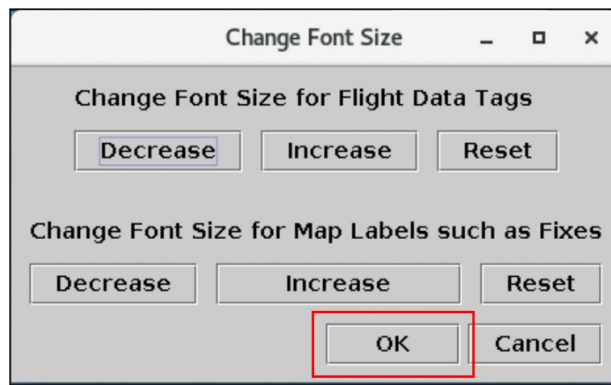 Change Font Size
Change Font Size for Flight Data Tags
Decrease Increase Reset
Change Font Size for Map Labels such as Fixes
Decrease Increase Reset
OK Cancel